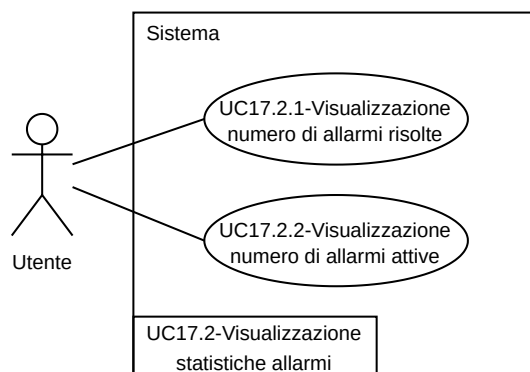 Sistema
UC17.2.1-Visualizzazione
numero di allarmi risolte
UC17.2.2-Visualizzazione
numero di allarmi attive
Utente
UC17.2-Visualizzazione
statistiche allarmi